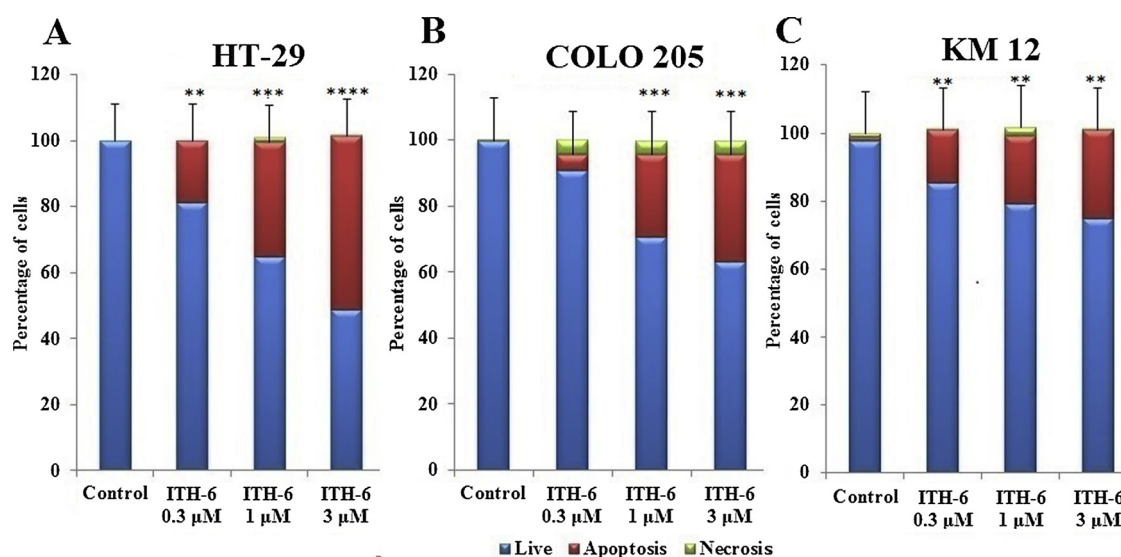 A
HT-29
120
100
80
60
40
20
0
Percentage of cells
**
***
****
Control
ITH-6
0.3 µM
ITH-6
1 µM
ITH-6
3 µM
B
COLO 205
120
100
80
60
40
20
0
Percentage of cells
***
***
Control
ITH-6
0.3 µM
ITH-6
1 µM
ITH-6
3 µM
C
KM 12
120
100
80
60
40
20
0
Percentage of cells
**
**
**
Control
ITH-6
0.3 µM
ITH-6
1 µM
ITH-6
3 µM
Live Apoptosis Necrosis